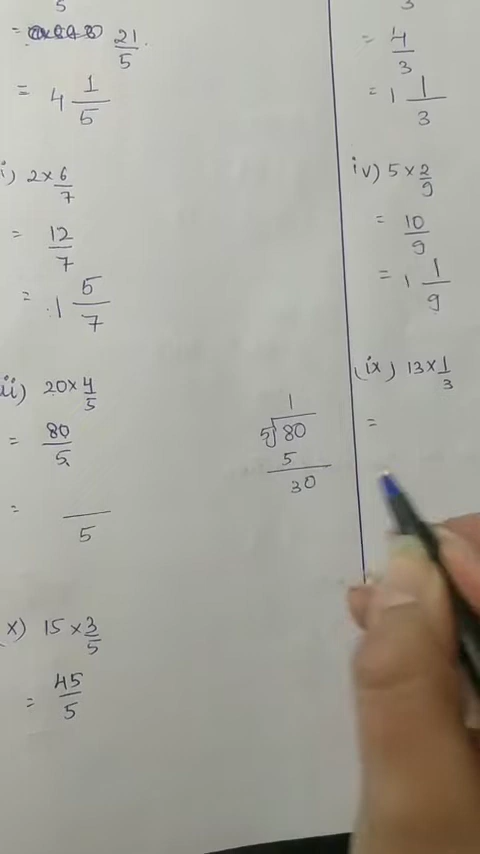 5
= 21/5.
= 4 1/5
i) 2 × 6/7
= 12/7
= 1 5/7
ii) 20 × 4/5
= 80/5
= /5
x) 15 × 3/5
= 45/5
1
5)80
5
30
3
= 4/3
= 1 1/3
iv) 5 × 2/9
= 10/9
= 1 1/9
(ix) 13 × 1/3
=